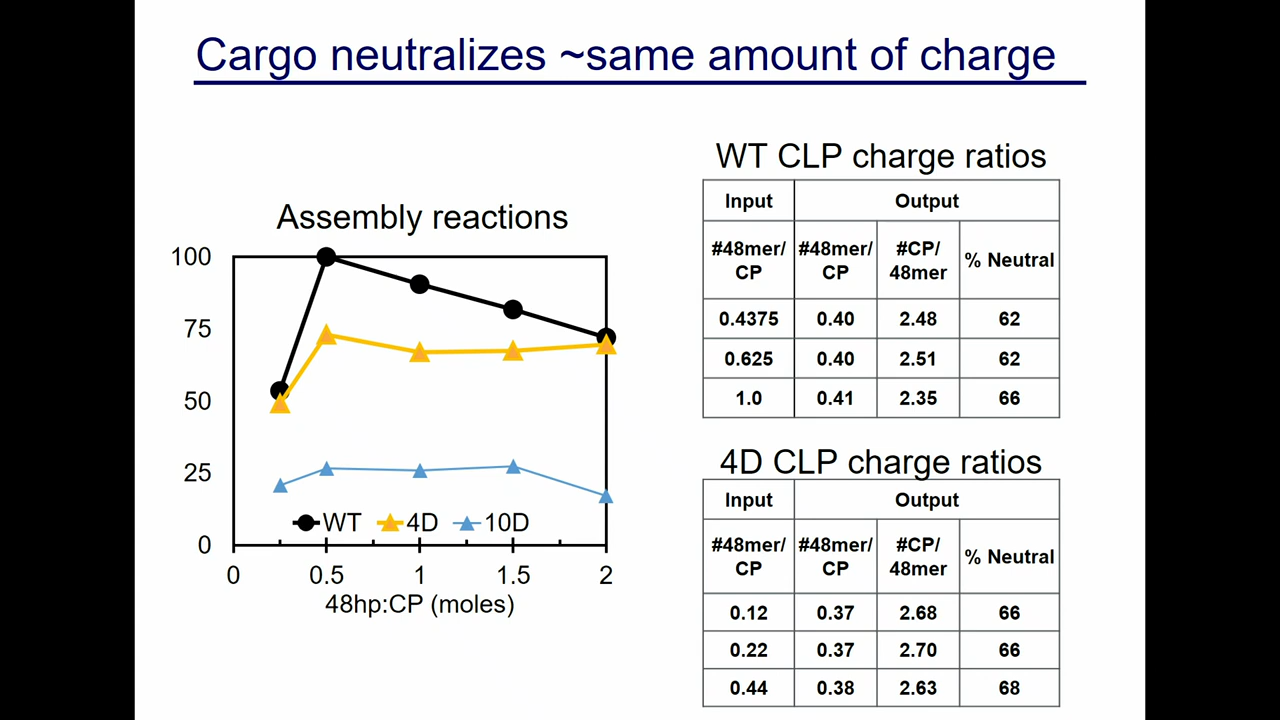 Cargo neutralizes ~same amount of charge
Assembly reactions
100
75
50
25
0
WT 4D 10D
0 0.5 1 1.5 2
48hp:CP (moles)
WT CLP charge ratios
Input Output
#48mer/ #48mer/ #CP/ % Neutral
CP CP 48mer
0.4375 0.40 2.48 62
0.625 0.40 2.51 62
1.0 0.41 2.35 66
4D CLP charge ratios
Input Output
#48mer/ #48mer/ #CP/ % Neutral
CP CP 48mer
0.12 0.37 2.68 66
0.22 0.37 2.70 66
0.44 0.38 2.63 68